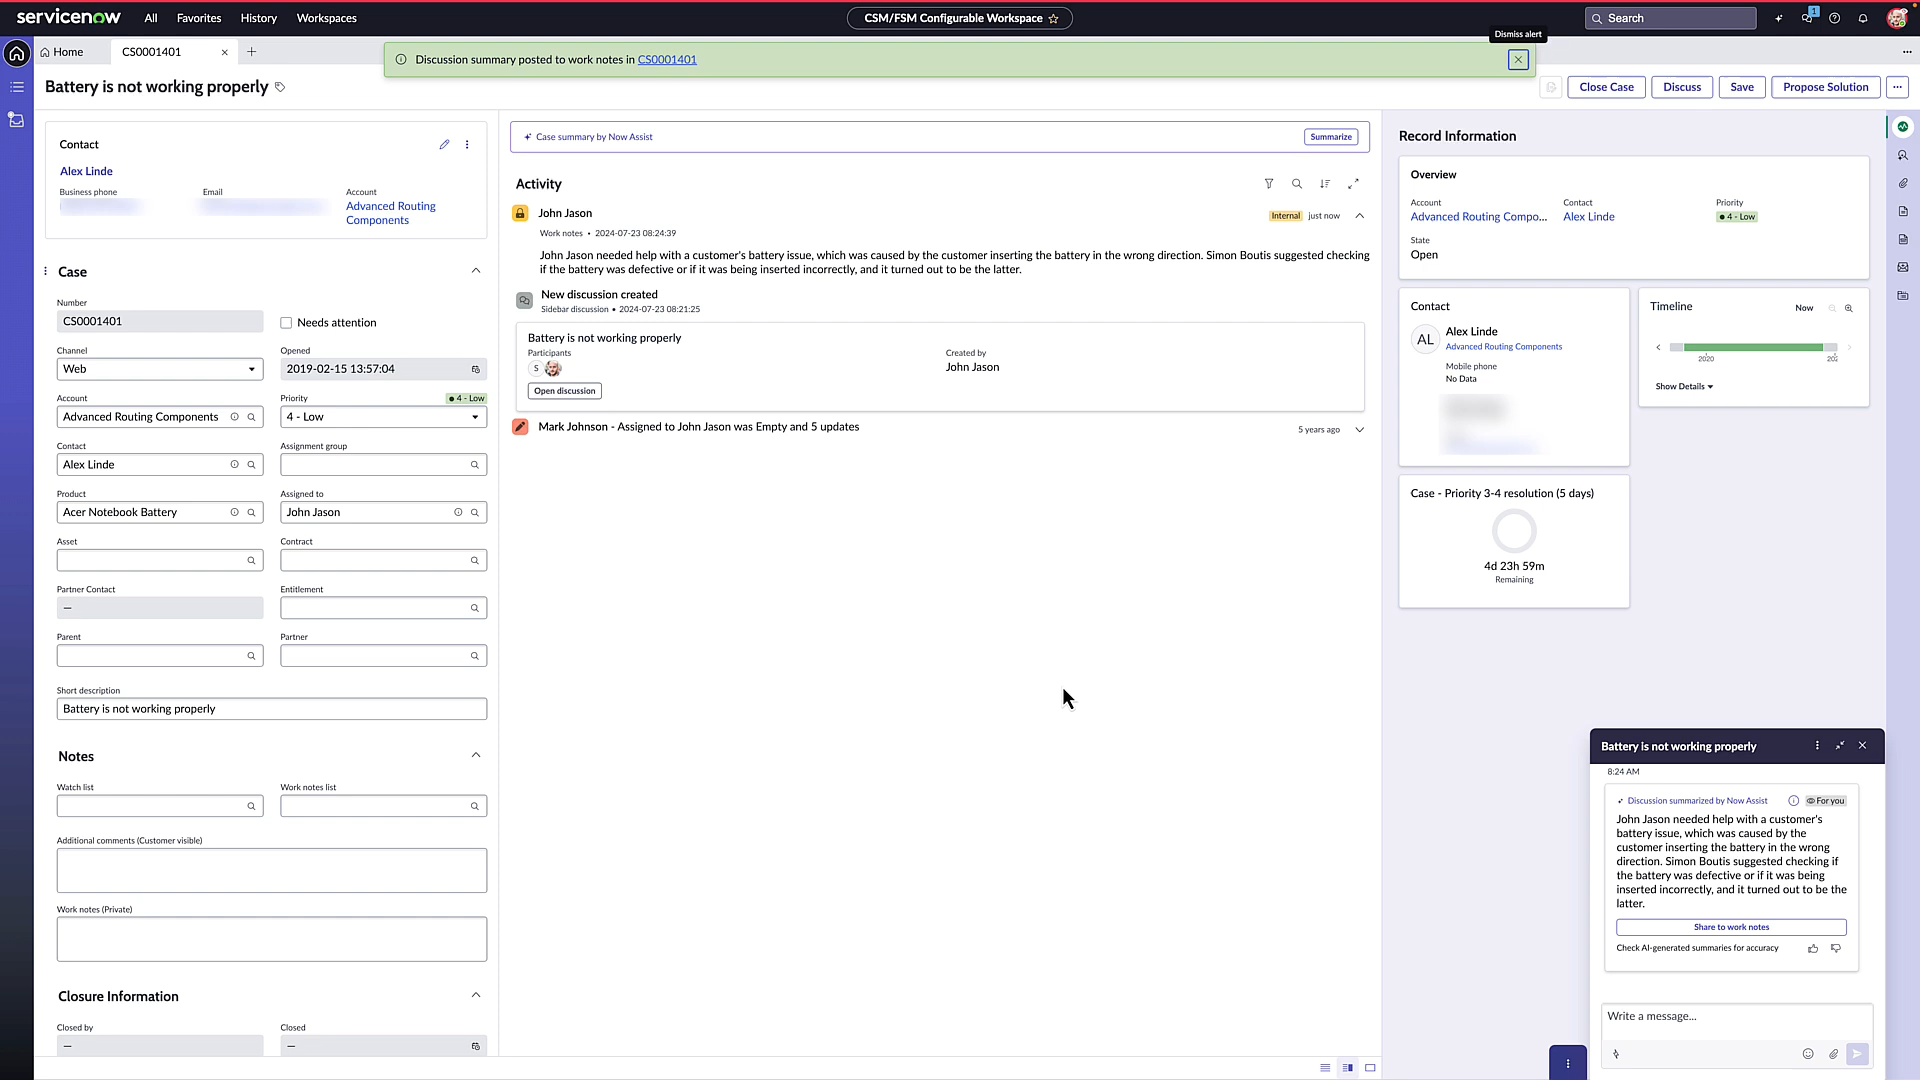 servicenow
All
Favorites
History
Workspaces
CSM/FSM Configurable Workspace
Search
1
Home
CS0001401
Dismiss alert
Discussion summary posted to work notes in CS0001401
Battery is not working properly
Close Case
Discuss
Save
Propose Solution
Contact
Alex Linde
Business phone
Email
Account
Advanced Routing
Components
Case
Number
CS0001401
Needs attention
Channel
Web
Opened
2019-02-15 13:57:04
Account
Advanced Routing Components
Priority
4 - Low
4 - Low
Contact
Alex Linde
Assignment group
Product
Acer Notebook Battery
Assigned to
John Jason
Asset
Contract
Partner Contact
—
Entitlement
Parent
Partner
Short description
Battery is not working properly
Notes
Watch list
Work notes list
Additional comments (Customer visible)
Work notes (Private)
Closure Information
Closed by
—
Closed
—
Case summary by Now Assist
Summarize
Activity
John Jason
Internal
just now
Work notes • 2024-07-23 08:24:39
John Jason needed help with a customer's battery issue, which was caused by the customer inserting the battery in the wrong direction. Simon Boutis suggested checking
if the battery was defective or if it was being inserted incorrectly, and it turned out to be the latter.
New discussion created
Sidebar discussion • 2024-07-23 08:21:25
Battery is not working properly
Participants
S
Created by
John Jason
Open discussion
Mark Johnson - Assigned to John Jason was Empty and 5 updates
5 years ago
Record Information
Overview
Account
Advanced Routing Compo...
Contact
Alex Linde
Priority
4 - Low
State
Open
Contact
AL
Alex Linde
Advanced Routing Components
Mobile phone
No Data
Timeline
Now
2020
202
Show Details
Case - Priority 3-4 resolution (5 days)
4d 23h 59m
Remaining
Battery is not working properly
8:24 AM
Discussion summarized by Now Assist
For you
John Jason needed help with a customer's
battery issue, which was caused by the
customer inserting the battery in the wrong
direction. Simon Boutis suggested checking if
the battery was defective or if it was being
inserted incorrectly, and it turned out to be the
latter.
Share to work notes
Check AI-generated summaries for accuracy
Write a message...